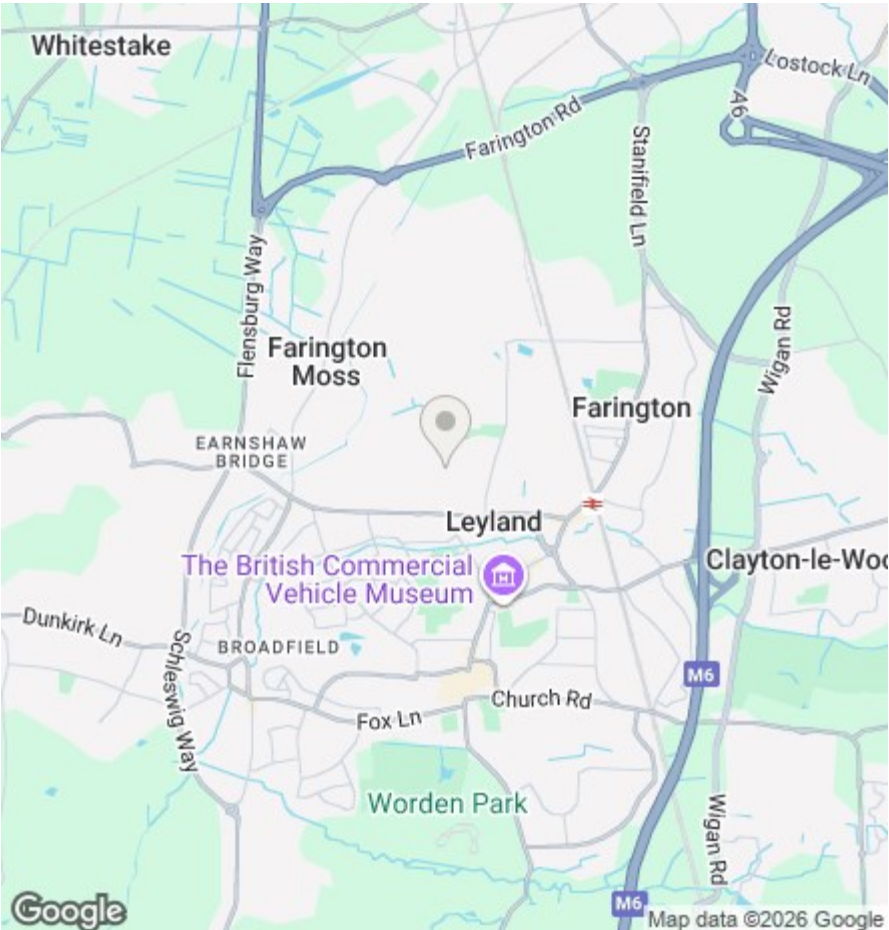 Whitestake
Lostock Ln
A6
Farington Rd
Stanifield Ln
Flensburg Way
Farington
Moss
Wigan Rd
Farington
EARNSHAW
BRIDGE
Leyland
The British Commercial
Vehicle Museum
Clayton-le-Woo
Dunkirk Ln
Schleswig Way
BROADFIELD
M6
Church Rd
Fox Ln
Worden Park
Wigan Rd
M6
Google
Map data ©2026 Google